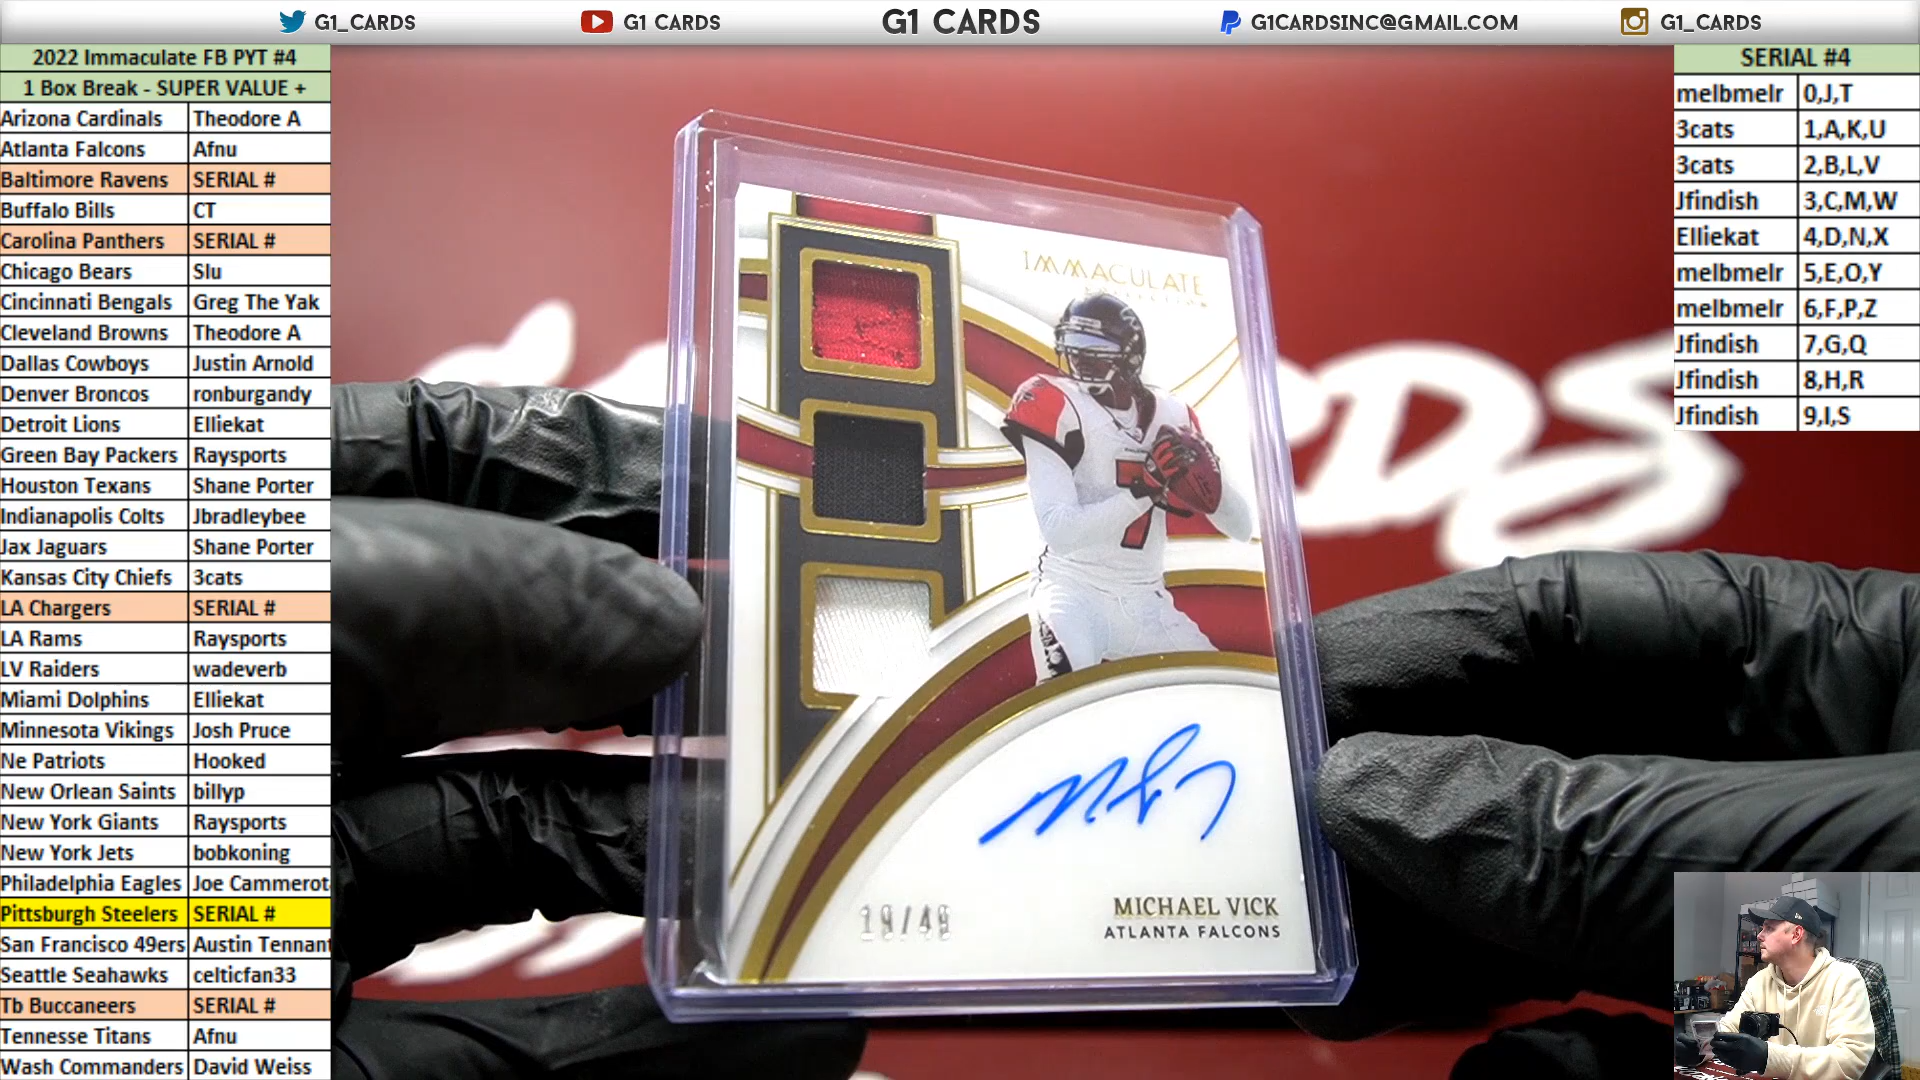 G1_CARDS
G1 CARDS
G1 CARDS
G1CARDSINC@GMAIL.COM
G1_CARDS
2022 Immaculate FB PYT #4
1 Box Break - SUPER VALUE +
Arizona Cardinals Theodore A
Atlanta Falcons Afnu
Baltimore Ravens SERIAL #
Buffalo Bills CT
Carolina Panthers SERIAL #
Chicago Bears Slu
Cincinnati Bengals Greg The Yak
Cleveland Browns Theodore A
Dallas Cowboys Justin Arnold
Denver Broncos ronburgandy
Detroit Lions Elliekat
Green Bay Packers Raysports
Houston Texans Shane Porter
Indianapolis Colts Jbradleybee
Jax Jaguars Shane Porter
Kansas City Chiefs 3cats
LA Chargers SERIAL #
LA Rams Raysports
LV Raiders wadeverb
Miami Dolphins Elliekat
Minnesota Vikings Josh Pruce
Ne Patriots Hooked
New Orlean Saints billyp
New York Giants Raysports
New York Jets bobkoning
Philadelphia Eagles Joe Cammerot
Pittsburgh Steelers SERIAL #
San Francisco 49ers Austin Tennant
Seattle Seahawks celticfan33
Tb Buccaneers SERIAL #
Tennesse Titans Afnu
Wash Commanders David Weiss
IMMACULATE
COLLECTION
7
MICHAEL VICK
ATLANTA FALCONS
SERIAL #4
melbmelr 0,J,T
3cats 1,A,K,U
3cats 2,B,L,V
Jfindish 3,C,M,W
Elliekat 4,D,N,X
melbmelr 5,E,O,Y
melbmelr 6,F,P,Z
Jfindish 7,G,Q
Jfindish 8,H,R
Jfindish 9,I,S